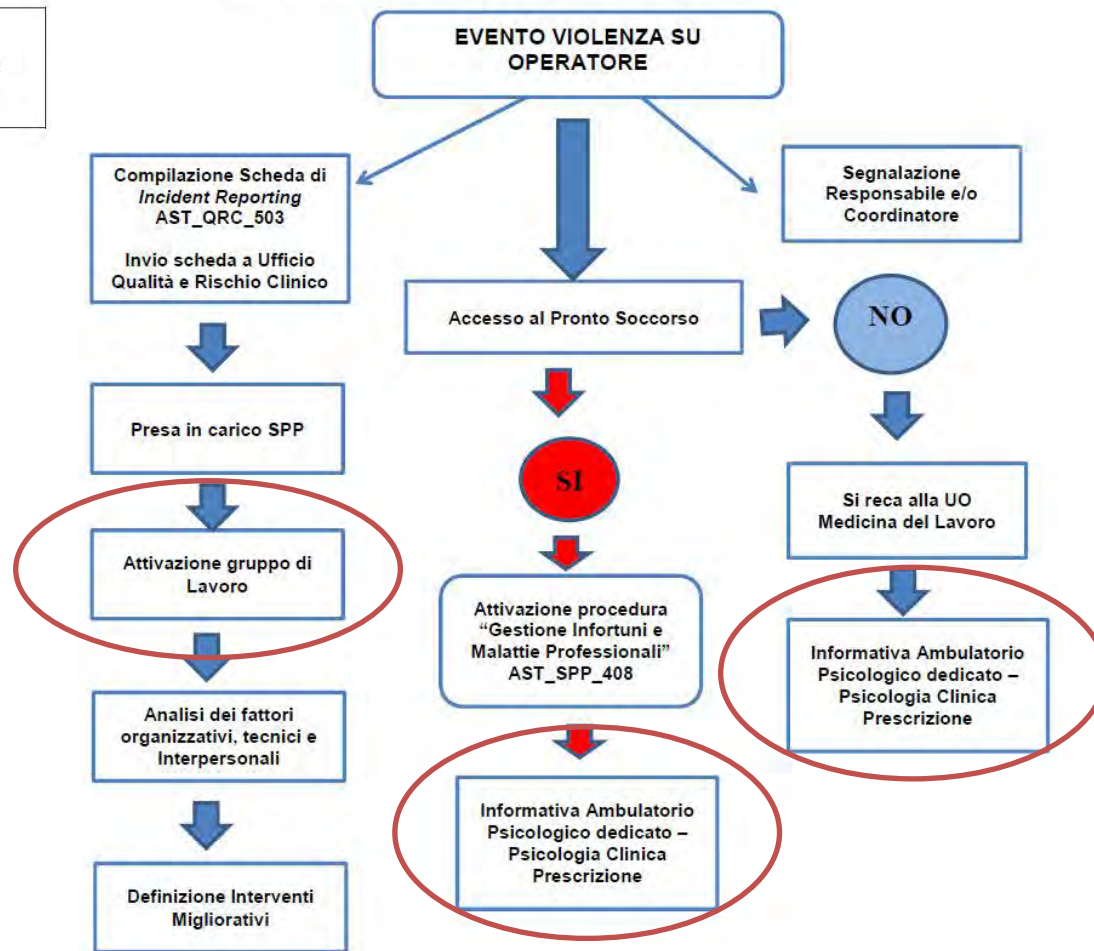 EVENTO VIOLENZA SU
OPERATORE
Compilazione Scheda di
Incident Reporting
AST_QRC_503
Invio scheda a Ufficio
Qualità e Rischio Clinico
Segnalazione
Responsabile e/o
Coordinatore
Accesso al Pronto Soccorso
NO
Presa in carico SPP
SI
Si reca alla UO
Medicina del Lavoro
Attivazione gruppo di
Lavoro
Attivazione procedura
“Gestione Infortuni e
Malattie Professionali”
AST_SPP_408
Informativa Ambulatorio
Psicologico dedicato –
Psicologia Clinica
Prescrizione
Analisi dei fattori
organizzativi, tecnici e
Interpersonali
Informativa Ambulatorio
Psicologico dedicato –
Psicologia Clinica
Prescrizione
Definizione Interventi
Migliorativi